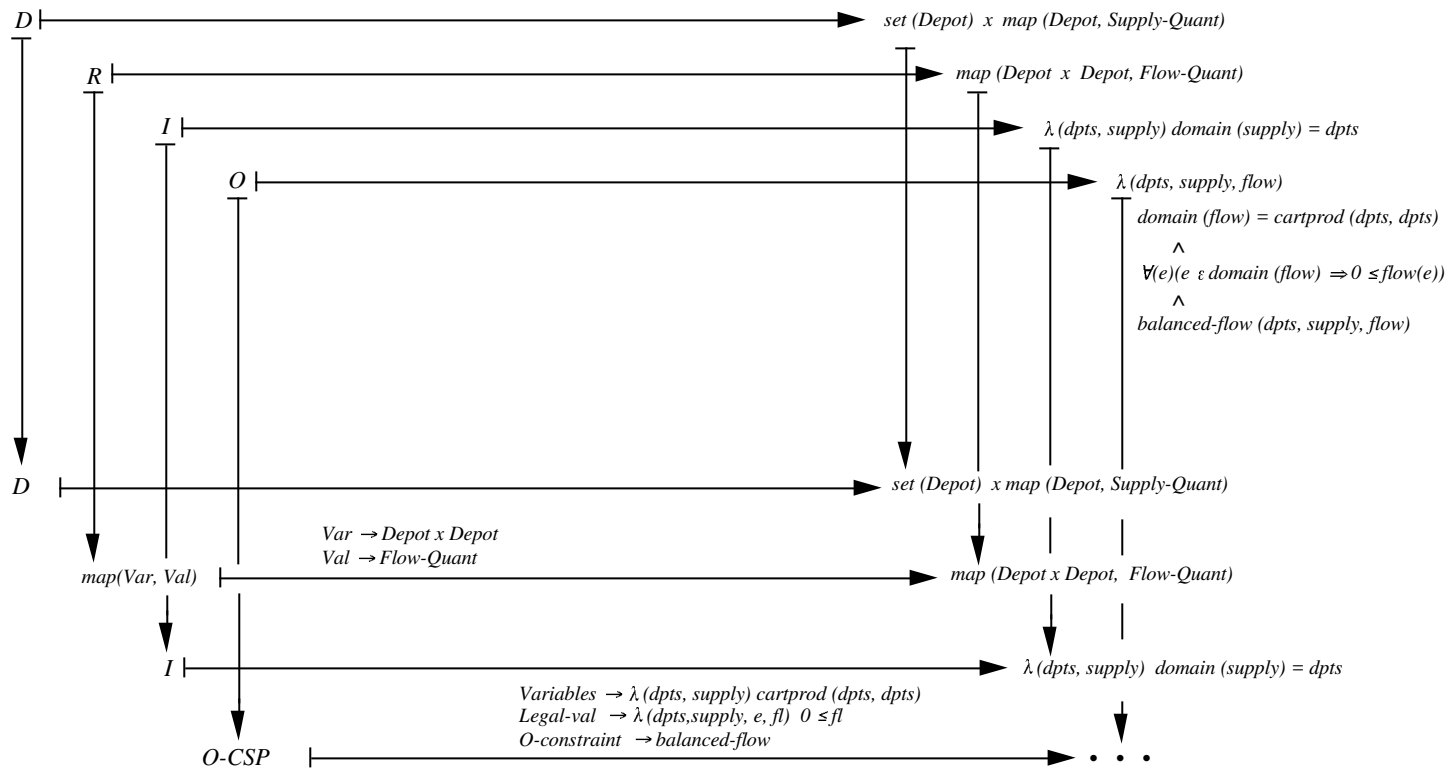 D set (Depot) x map (Depot, Supply-Quant)
R map (Depot x Depot, Flow-Quant)
I λ (dpts, supply) domain (supply) = dpts
O λ (dpts, supply, flow)
domain (flow) = cartprod (dpts, dpts)
^
∀(e)(e ε domain (flow) ⇒ 0 ≤ flow(e))
^
balanced-flow (dpts, supply, flow)
D set (Depot) x map (Depot, Supply-Quant)
Var → Depot x Depot
Val → Flow-Quant
map(Var, Val) map (Depot x Depot, Flow-Quant)
I λ (dpts, supply) domain (supply) = dpts
Variables → λ (dpts, supply) cartprod (dpts, dpts)
Legal-val → λ (dpts,supply, e, fl) 0 ≤ fl
O-constraint → balanced-flow
O-CSP • • •